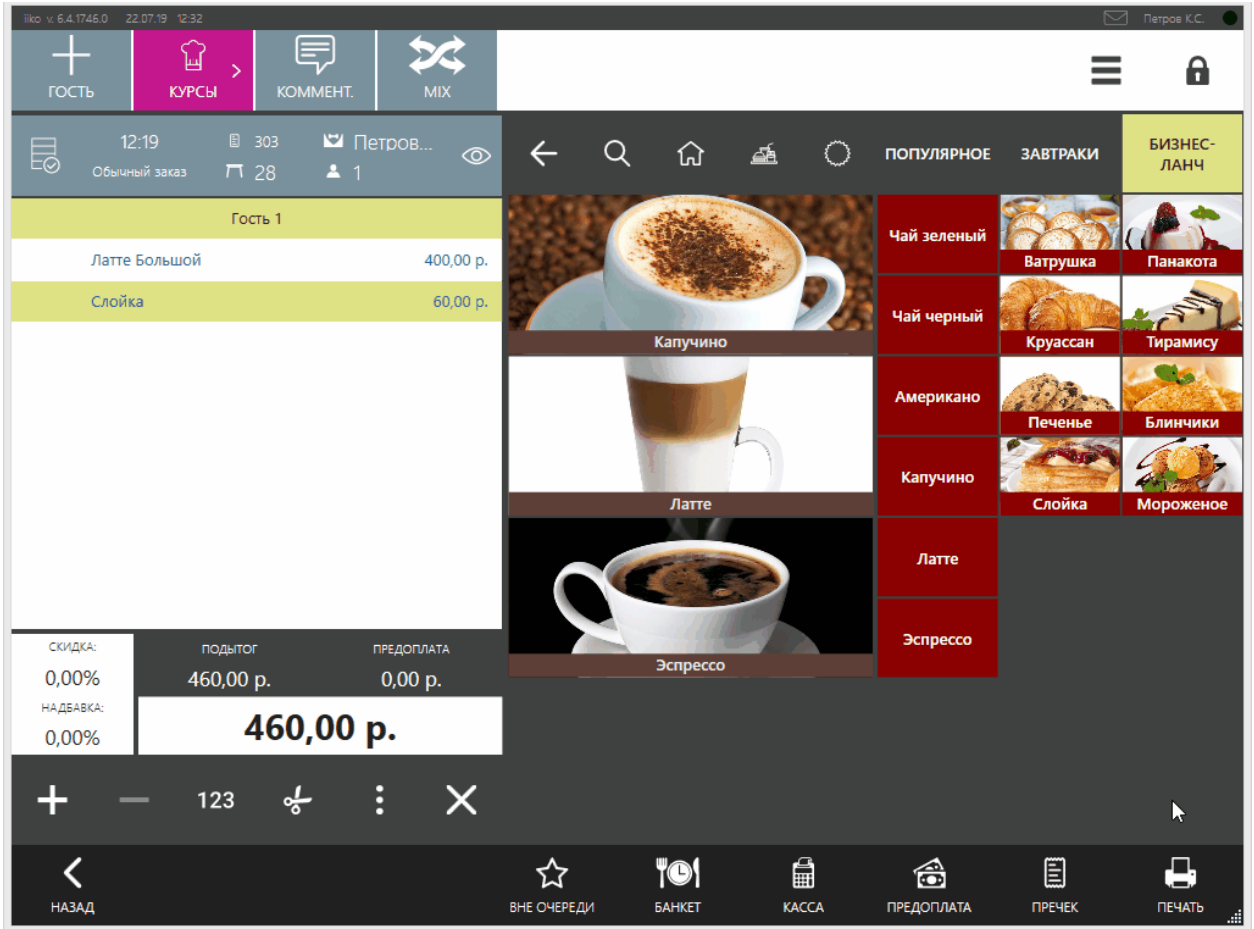 iiko v. 6.4.1746.0 22.07.19 12:32 Петров К.С.
ГОСТЬ КУРСЫ КОММЕНТ. MIX
12:19 303 Петров...
Обычный заказ 28 1
ПОПУЛЯРНОЕ ЗАВТРАКИ БИЗНЕС-
ЛАНЧ
Гость 1
Латте Большой 400,00 р.
Слойка 60,00 р.
Капучино
Латте
Эспрессо
Чай зеленый
Чай черный
Американо
Капучино
Латте
Эспрессо
Ватрушка
Круассан
Печенье
Слойка
Панакота
Тирамису
Блинчики
Мороженое
СКИДКА: ПОДЫТОГ ПРЕДОПЛАТА
0,00% 460,00 р. 0,00 р.
НАДБАВКА:
0,00% 460,00 р.
123
НАЗАД ВНЕ ОЧЕРЕДИ БАНКЕТ КАССА ПРЕДОПЛАТА ПРЕЧЕК ПЕЧАТЬ